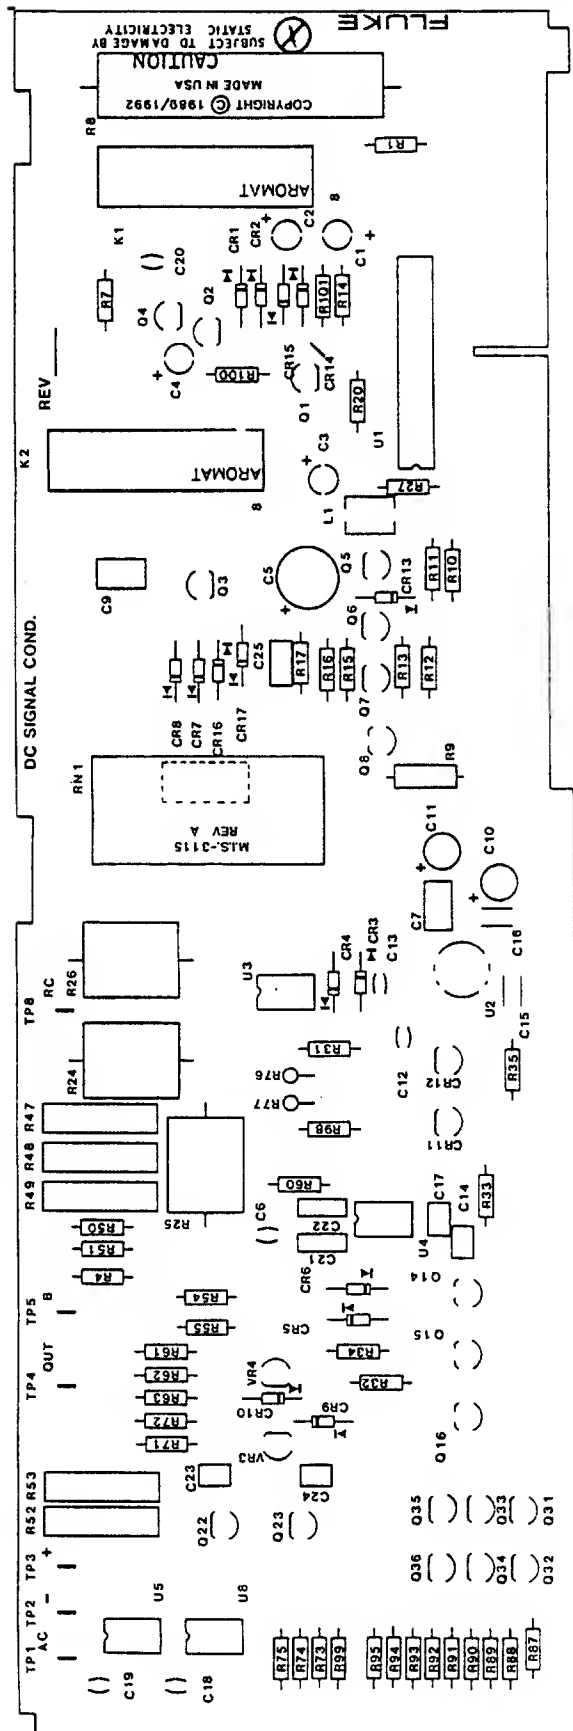 FLUKE
SUBJECT TO DAMAGE BY
STATIC ELECTRICITY
CAUTION
MADE IN USA
COPYRIGHT © 1989/1992
R8
R1
AROMAT
8
K1
C20
CR1
CR2
C2
+
C1
+
R7
Q4
Q2
R101
R14
REV
+
C4
R100
CR15
CR14
Q1
R20
U1
K2
AROMAT
8
+
C3
R27
L1
C9
Q3
C5
+
Q5
CR13
R11
R10
Q6
DC SIGNAL COND.
C25
R17
R16
R15
R13
R12
Q7
CR8
CR7
CR16
CR17
Q8
R9
RN1
M.I.S.-3115
REV A
C11
+
C10
+
C7
C16
TP8
RC
R26
U3
CR4
CR3
C13
U2
C15
R24
R31
R76
R77
C12
CR12
R35
R47
R48
R49
R98
CR11
R25
R60
R50
R51
R4
C6
C22
C21
U4
C17
C14
R33
TP5
B
R54
R55
CR6
CR5
Q14
Q15
OUT
TP4
R61
R62
R63
R72
R71
VR4
CR10
R34
R32
CR9
VR3
Q16
R53
R52
C23
C24
Q22
Q23
Q35
Q33
Q31
TP3
+
Q36
Q34
Q32
TP2
−
TP1
AC
U5
U8
C19
C18
R75
R74
R73
R99
R95
R94
R93
R92
R91
R90
R89
R88
R87